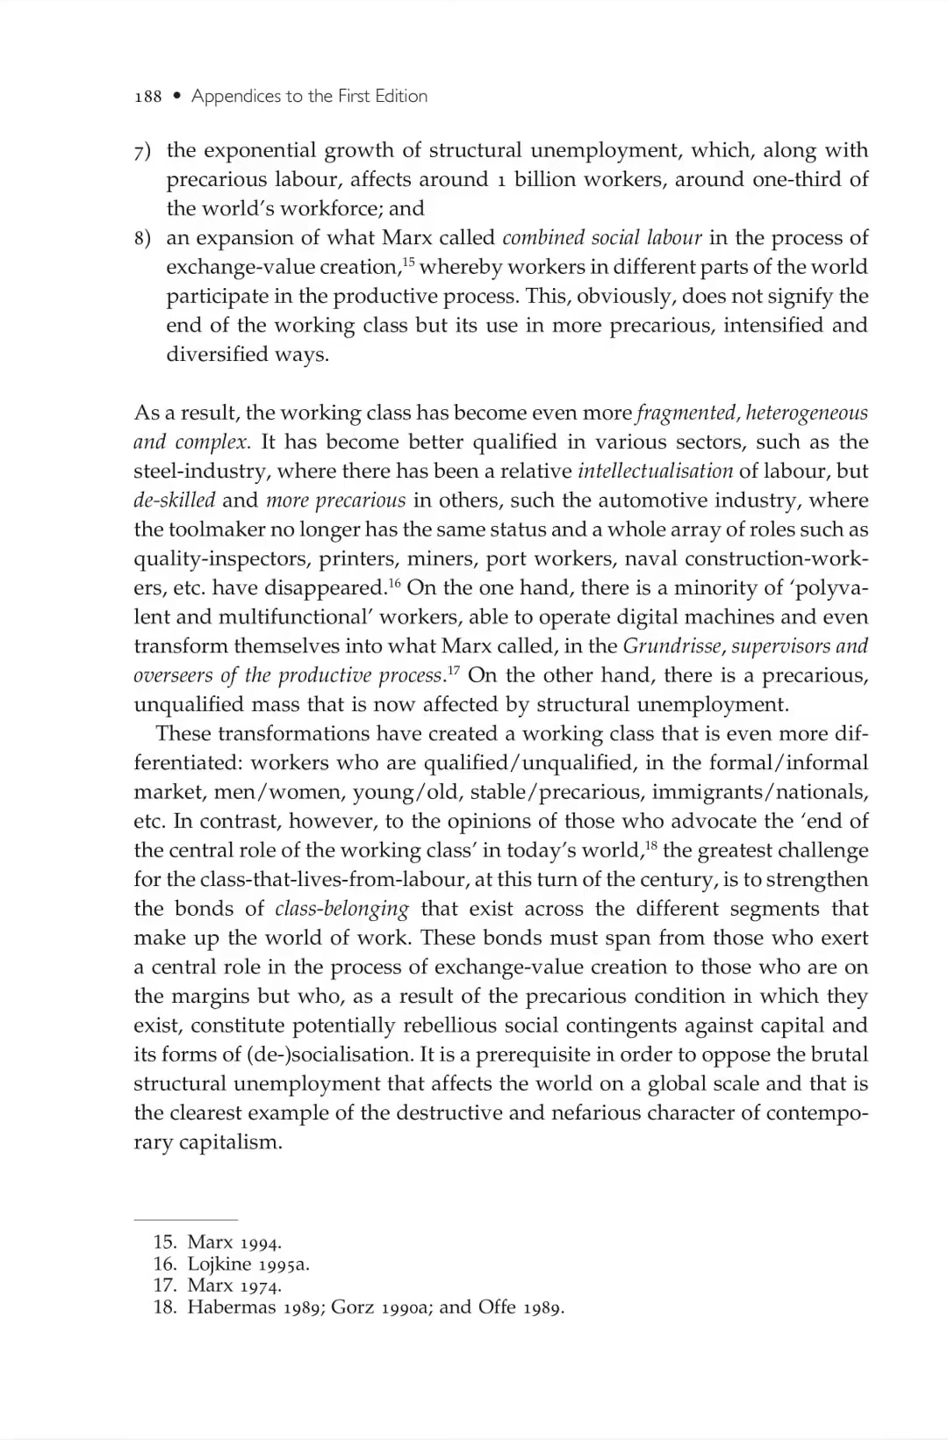 188 • Appendices to the First Edition
7) the exponential growth of structural unemployment, which, along with
precarious labour, affects around 1 billion workers, around one-third of
the world's workforce; and
8) an expansion of what Marx called combined social labour in the process of
exchange-value creation,15 whereby workers in different parts of the world
participate in the productive process. This, obviously, does not signify the
end of the working class but its use in more precarious, intensified and
diversified ways.
As a result, the working class has become even more fragmented, heterogeneous
and complex. It has become better qualified in various sectors, such as the
steel-industry, where there has been a relative intellectualisation of labour, but
de-skilled and more precarious in others, such the automotive industry, where
the toolmaker no longer has the same status and a whole array of roles such as
quality-inspectors, printers, miners, port workers, naval construction-work-
ers, etc. have disappeared.16 On the one hand, there is a minority of 'polyva-
lent and multifunctional' workers, able to operate digital machines and even
transform themselves into what Marx called, in the Grundrisse, supervisors and
overseers of the productive process.17 On the other hand, there is a precarious,
unqualified mass that is now affected by structural unemployment.
These transformations have created a working class that is even more dif-
ferentiated: workers who are qualified/unqualified, in the formal/informal
market, men/women, young/old, stable/precarious, immigrants/nationals,
etc. In contrast, however, to the opinions of those who advocate the 'end of
the central role of the working class' in today's world,18 the greatest challenge
for the class-that-lives-from-labour, at this turn of the century, is to strengthen
the bonds of class-belonging that exist across the different segments that
make up the world of work. These bonds must span from those who exert
a central role in the process of exchange-value creation to those who are on
the margins but who, as a result of the precarious condition in which they
exist, constitute potentially rebellious social contingents against capital and
its forms of (de-)socialisation. It is a prerequisite in order to oppose the brutal
structural unemployment that affects the world on a global scale and that is
the clearest example of the destructive and nefarious character of contempo-
rary capitalism.
15. Marx 1994.
16. Lojkine 1995a.
17. Marx 1974.
18. Habermas 1989; Gorz 1990a; and Offe 1989.